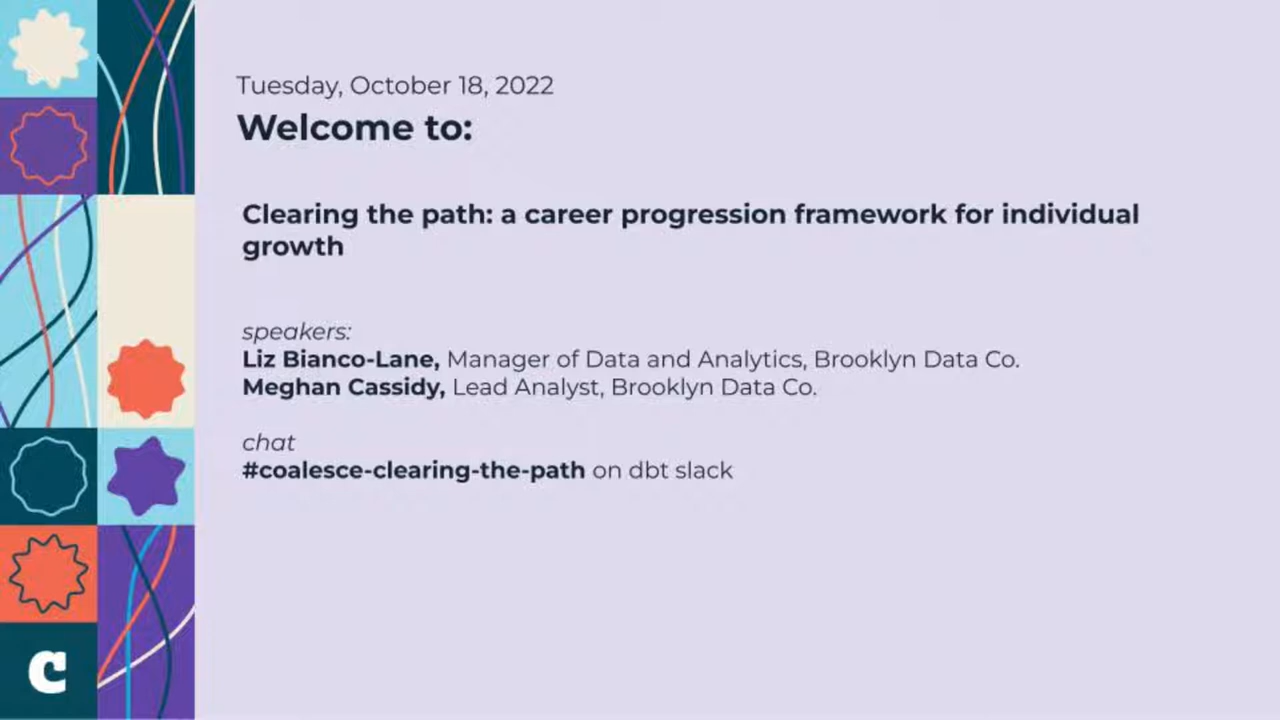 Tuesday, October 18, 2022
Welcome to:
Clearing the path: a career progression framework for individual
growth
speakers:
Liz Bianco-Lane, Manager of Data and Analytics, Brooklyn Data Co.
Meghan Cassidy, Lead Analyst, Brooklyn Data Co.
chat
#coalesce-clearing-the-path on dbt slack
C